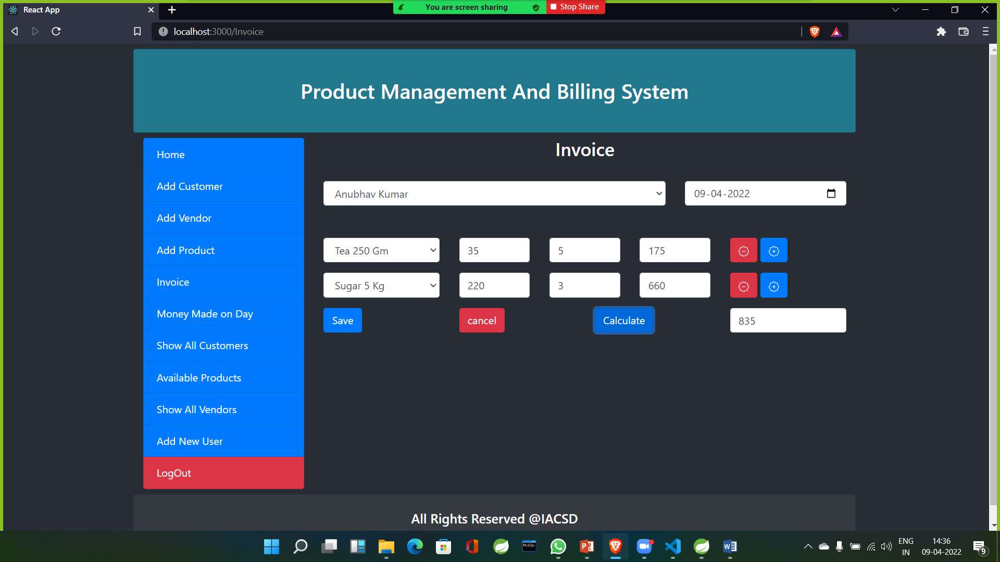 React App
You are screen sharing
Stop Share
localhost:3000/Invoice
Product Management And Billing System
Home
Add Customer
Add Vendor
Add Product
Invoice
Money Made on Day
Show All Customers
Available Products
Show All Vendors
Add New User
LogOut
Invoice
Anubhav Kumar
09-04-2022
Tea 250 Gm 35 5 175
Sugar 5 Kg 220 3 660
Save cancel Calculate 835
All Rights Reserved @IACSD
ENG
IN
14:36
09-04-2022
9